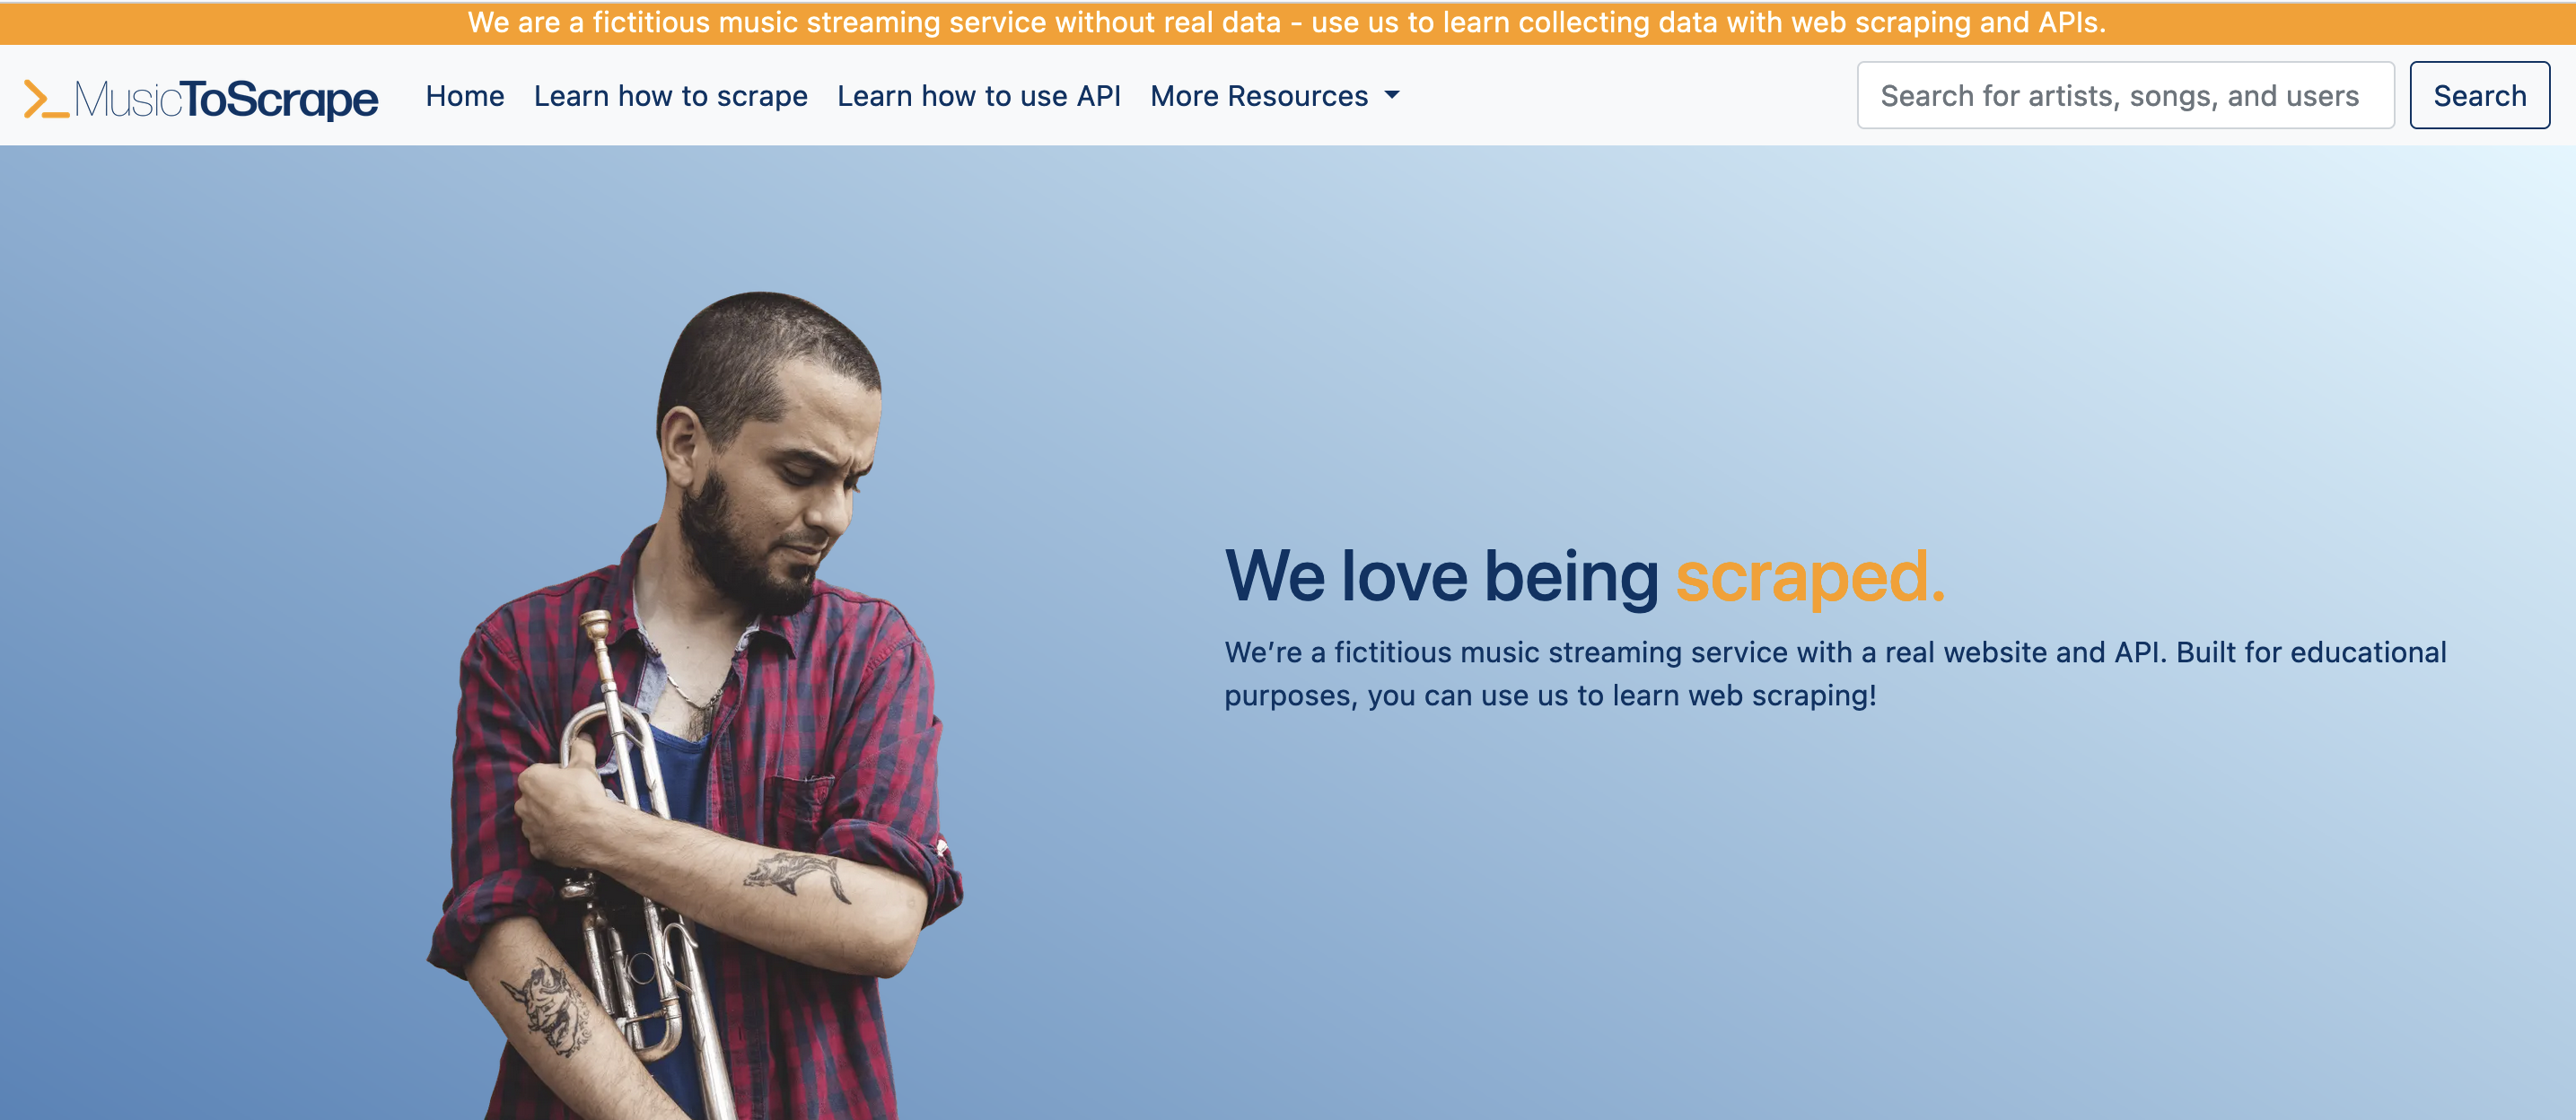 We are a fictitious music streaming service without real data - use us to learn collecting data with web scraping and APIs.
MusicToScrape Home Learn how to scrape Learn how to use API More Resources Search for artists, songs, and users Search
We love being scraped.
We’re a fictitious music streaming service with a real website and API. Built for educational
purposes, you can use us to learn web scraping!